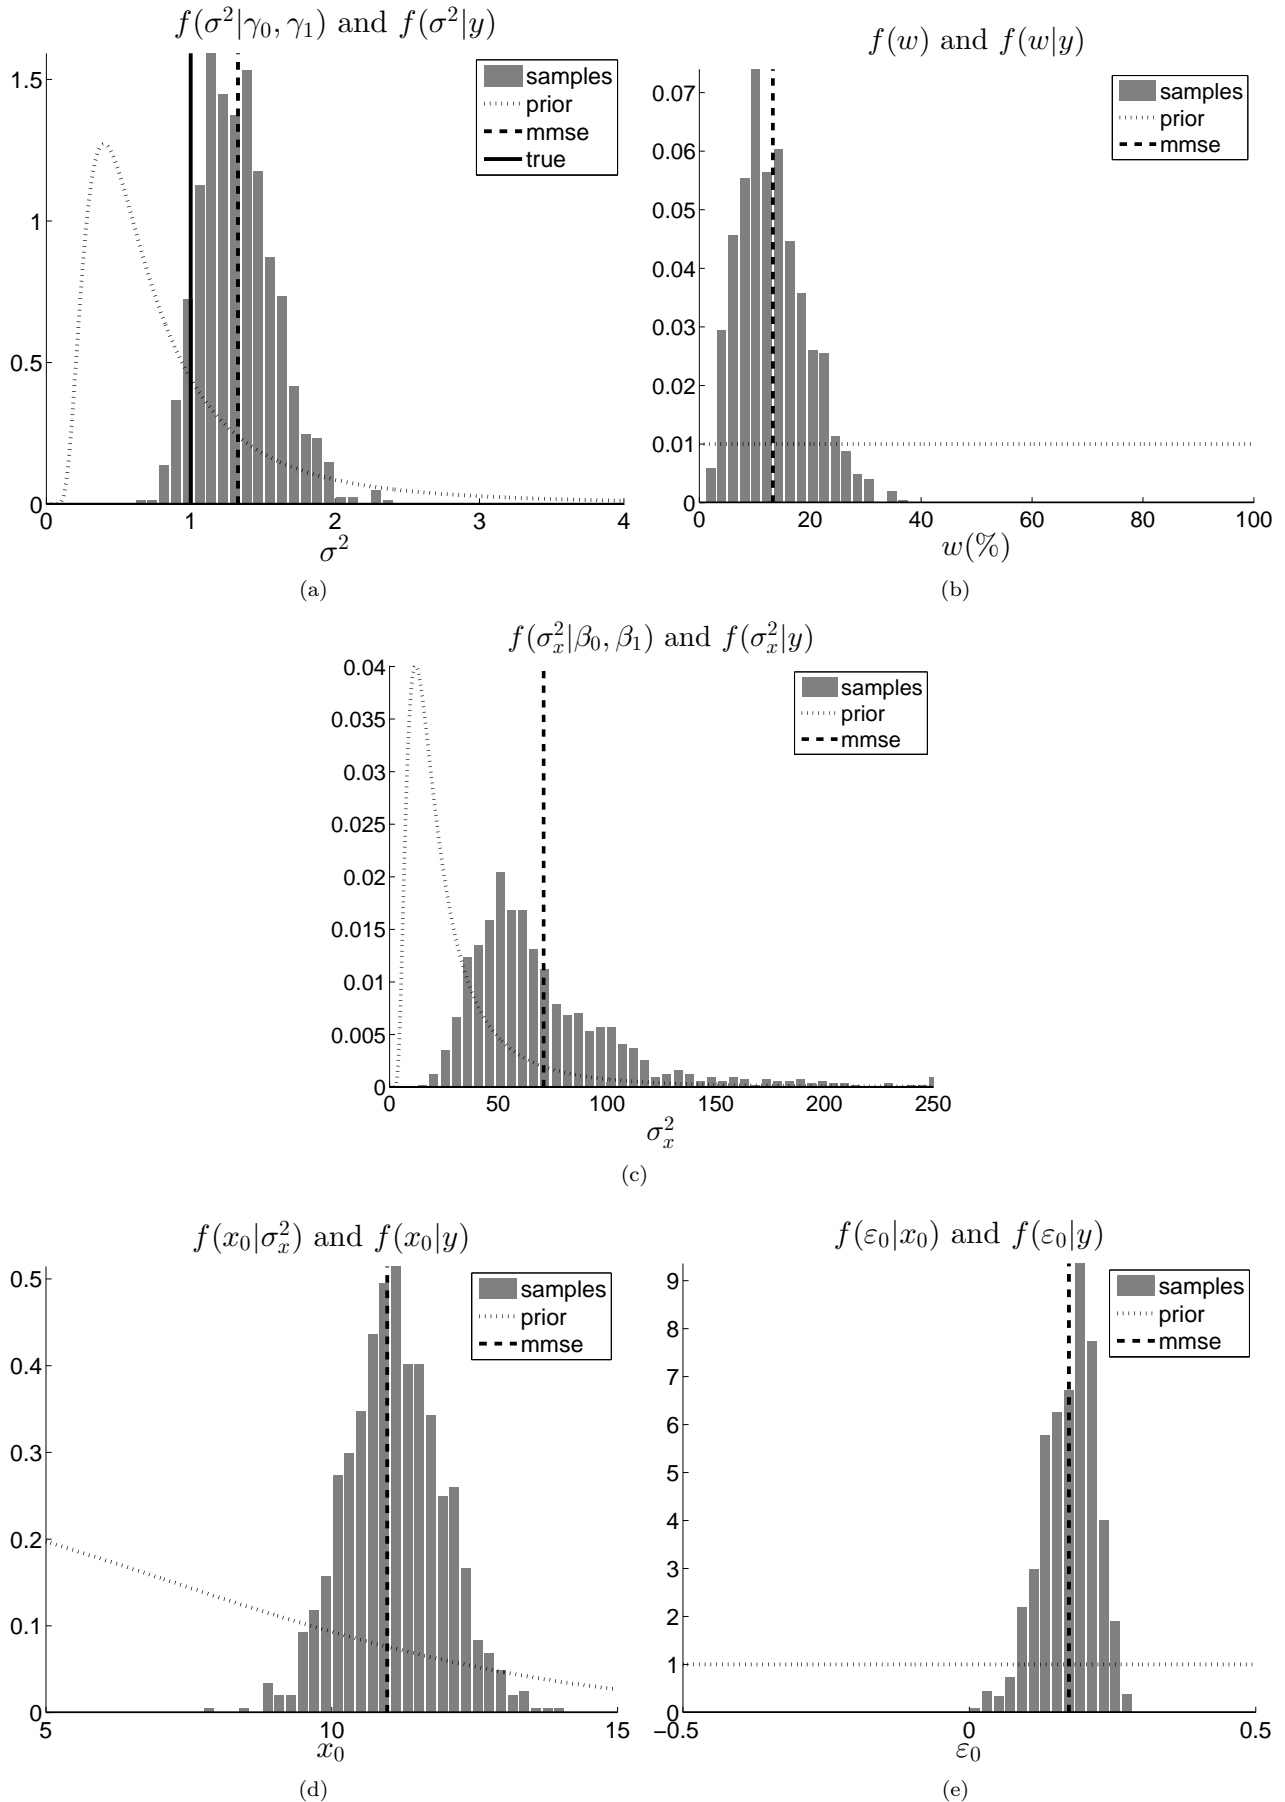 f(σ²|γ₀, γ₁) and f(σ²|y)
samples
prior
mmse
true
1.5
1
0.5
0
0 1 2 3 4
σ²
(a)
f(w) and f(w|y)
samples
prior
mmse
0.07
0.06
0.05
0.04
0.03
0.02
0.01
0
0 20 40 60 80 100
w(%)
(b)
f(σₓ²|β₀, β₁) and f(σₓ²|y)
samples
prior
mmse
0.04
0.035
0.03
0.025
0.02
0.015
0.01
0.005
0
0 50 100 150 200 250
σₓ²
(c)
f(x₀|σₓ²) and f(x₀|y)
samples
prior
mmse
0.5
0.4
0.3
0.2
0.1
0
5 10 15
x₀
(d)
f(ε₀|x₀) and f(ε₀|y)
samples
prior
mmse
9
8
7
6
5
4
3
2
1
0
−0.5 0 0.5
ε₀
(e)